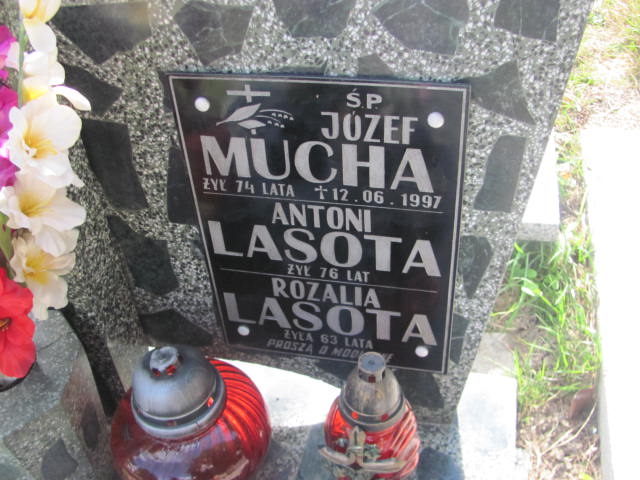 Ś.P.
JÓZEF
MUCHA
ŻYŁ 74 LATA ✝12.06.1997
ANTONI
LASOTA
ŻYŁ 76 LAT
ROZALIA
LASOTA
ŻYŁA 63 LATA
PROSZĄ O